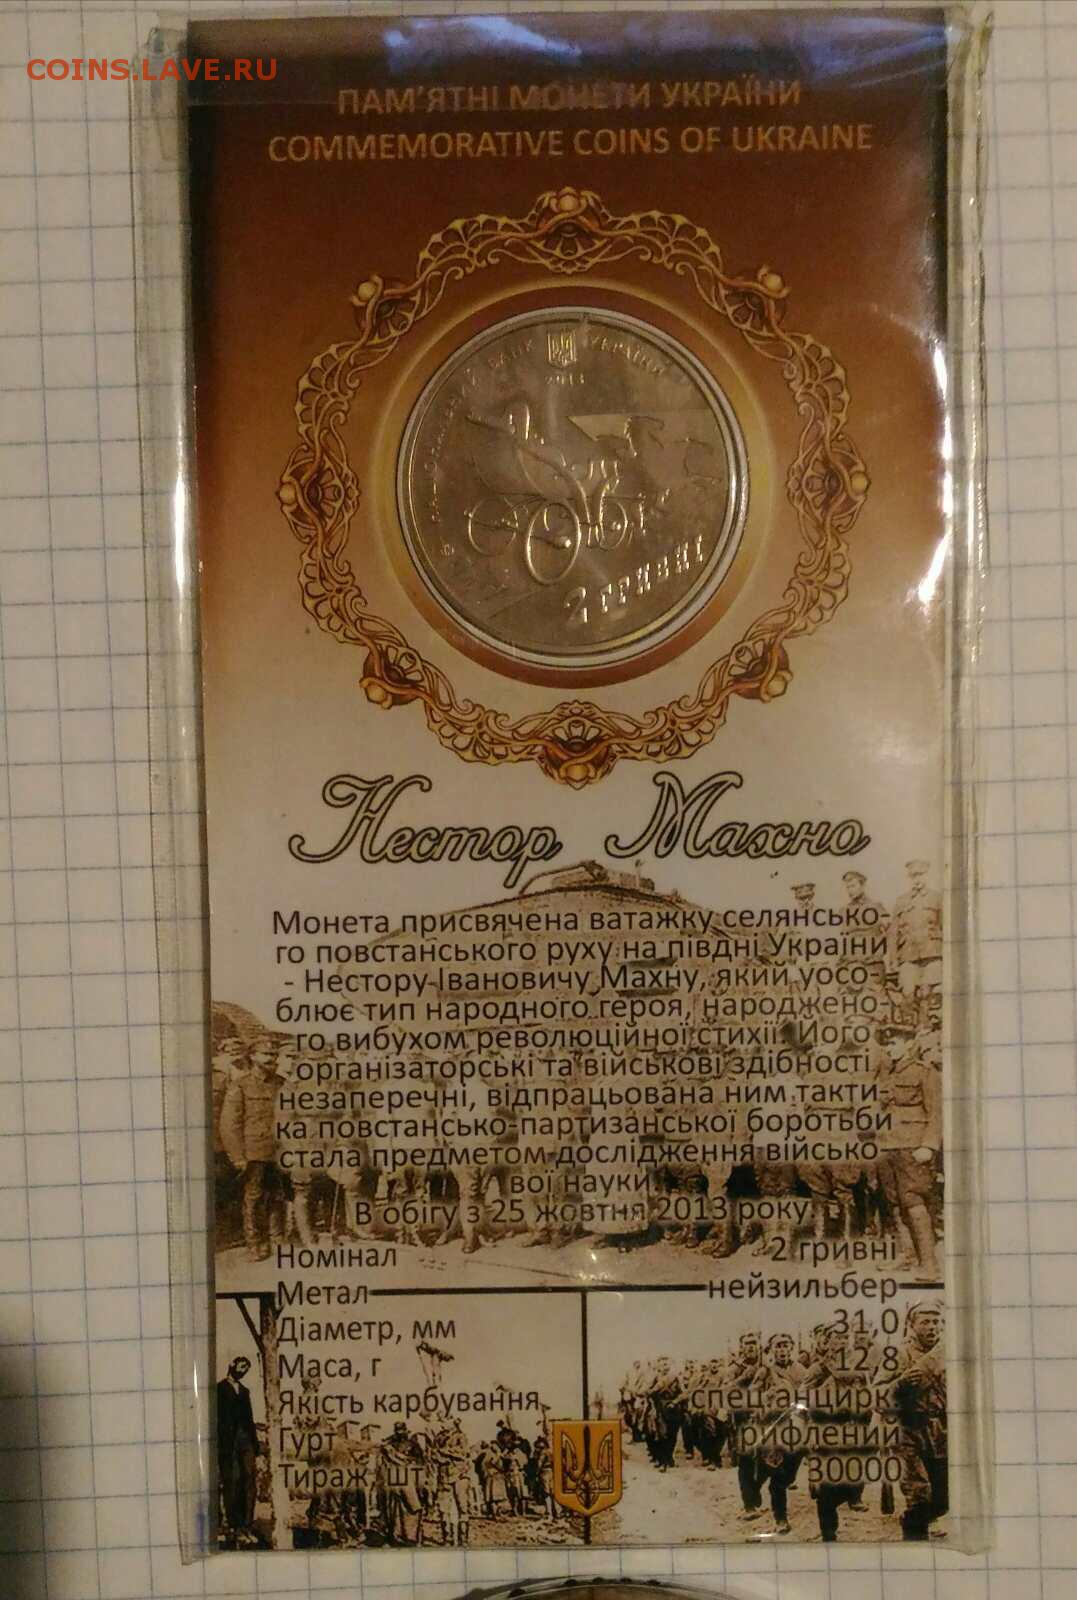 COINS.LAVE.RU
ПАМ'ЯТНІ МОНЕТИ УКРАЇНИ
COMMEMORATIVE COINS OF UKRAINE
НАЦІОНАЛЬНИЙ БАНК УКРАЇНИ
2013
2 ГРИВНІ
Нестор Махно
Монета присвячена ватажку селянсько-
го повстанського руху на півдні України
- Нестору Івановичу Махну, який уосо-
блює тип народного героя, народжено-
го вибухом революційної стихії. Його
організаторські та військові здібності
незаперечні, відпрацьована ним такти-
ка повстансько-партизанської боротьби
стала предметом дослідження військо-
вої науки.
В обігу з 25 жовтня 2013 року.
Номінал 2 гривні
Метал нейзильбер
Діаметр, мм 31,0
Маса, г 12,8
Якість карбування спец.анцирк.
Гурт рифлений
Тираж, шт. 30000